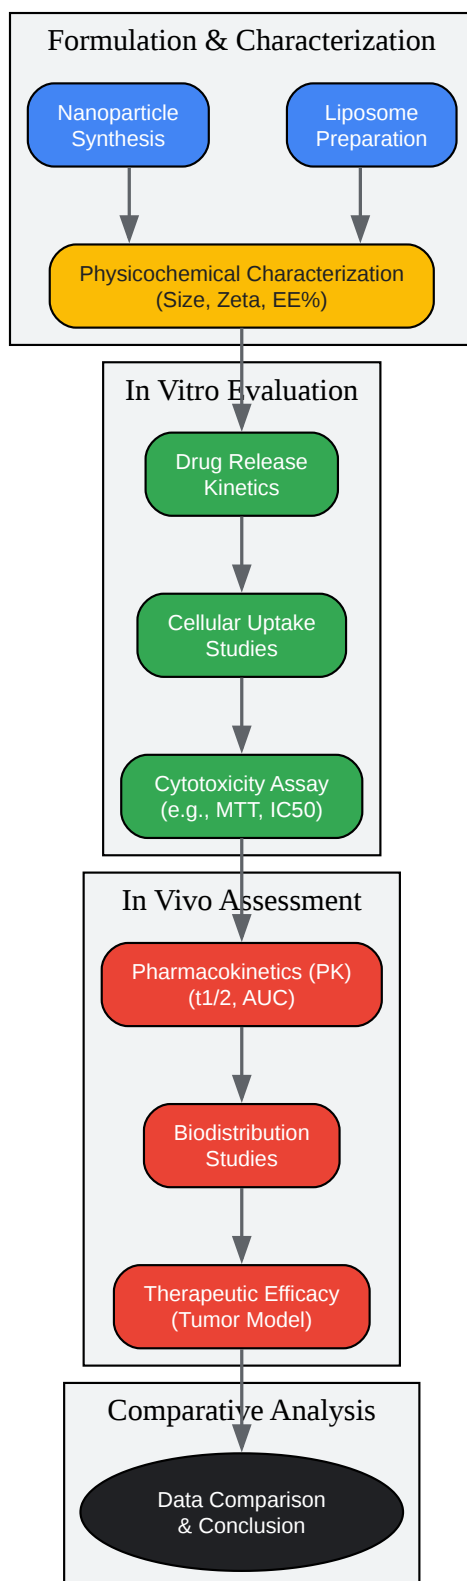 Formulation & Characterization
Nanoparticle
Synthesis
Liposome
Preparation
Physicochemical Characterization
(Size, Zeta, EE%)
In Vitro Evaluation
Drug Release
Kinetics
Cellular Uptake
Studies
Cytotoxicity Assay
(e.g., MTT, IC50)
In Vivo Assessment
Pharmacokinetics (PK)
(t1/2, AUC)
Biodistribution
Studies
Therapeutic Efficacy
(Tumor Model)
Comparative Analysis
Data Comparison
& Conclusion